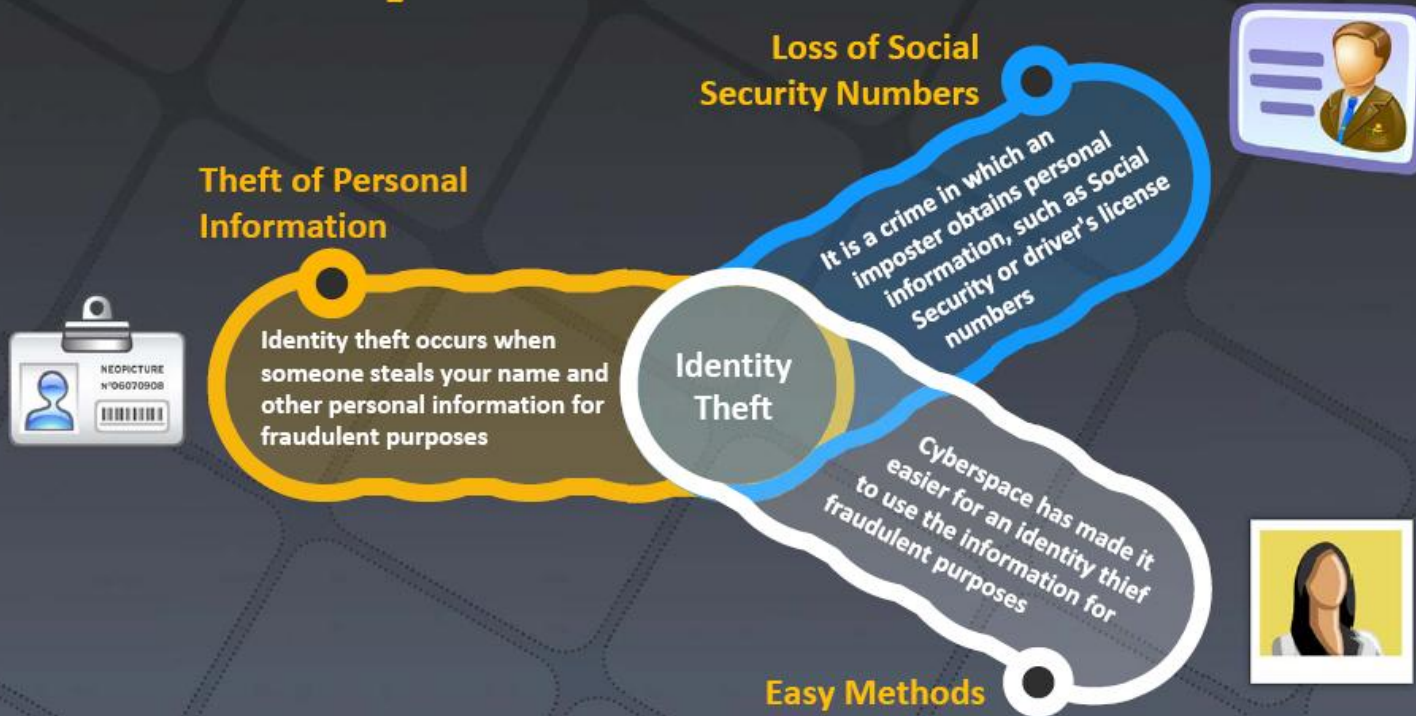 Loss of Social
Security Numbers
It is a crime in which an
imposter obtains personal
information, such as Social
Security or driver's license
numbers
Theft of Personal
Information
NEOPICTURE
N°06070908
Identity theft occurs when
someone steals your name and
other personal information for
fraudulent purposes
Identity
Theft
Cyberspace has made it
easier for an identity thief
to use the information for
fraudulent purposes
Easy Methods